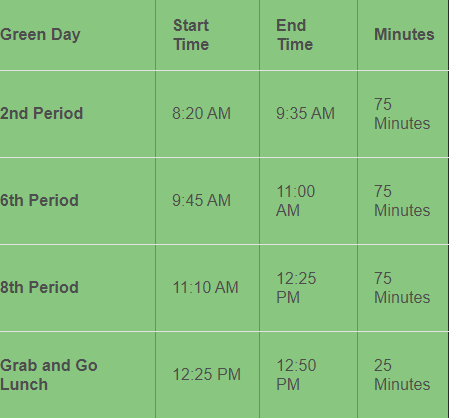 Green Day
Start
Time
End
Time
Minutes
2nd Period
8:20 AM
9:35 AM
75
Minutes
6th Period
9:45 AM
11:00
AM
75
Minutes
8th Period
11:10 AM
12:25
PM
75
Minutes
Grab and Go
Lunch
12:25 PM
12:50
PM
25
Minutes